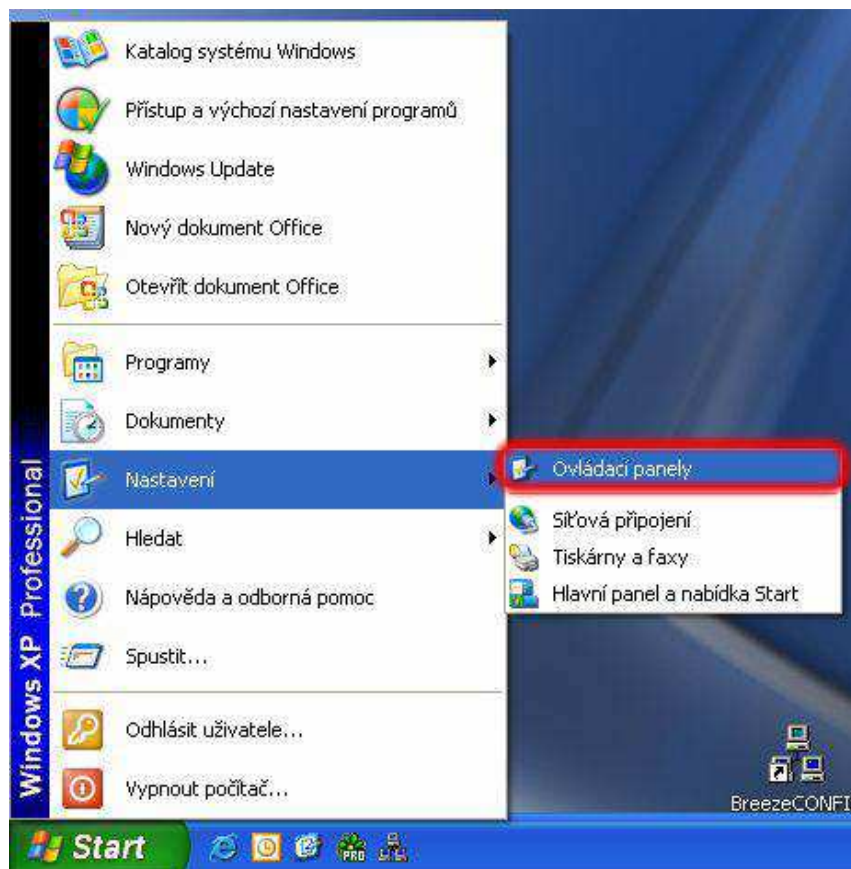 Katalog systému Windows
Přístup a výchozí nastavení programů
Windows Update
Nový dokument Office
Otevřít dokument Office
Programy
Dokumenty
Nastavení
Hledat
Nápověda a odborná pomoc
Spustit...
Odhlásit uživatele...
Vypnout počítač...
Windows XP Professional
Ovládací panely
Síťová připojení
Tiskárny a faxy
Hlavní panel a nabídka Start
BreezeCONFI
Start
PRO